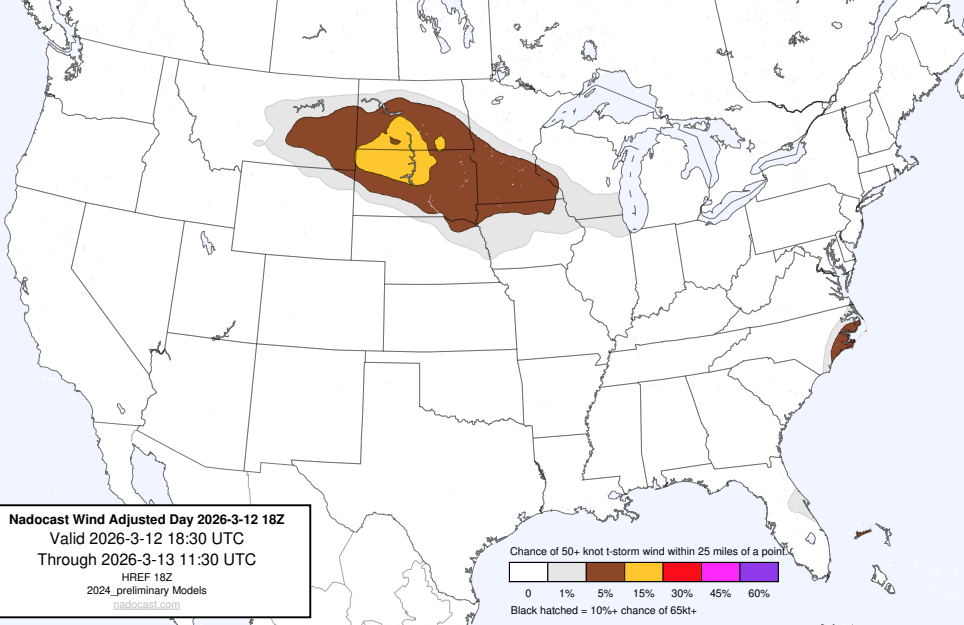 Nadocast Wind Adjusted Day 2026-3-12 18Z
Valid 2026-3-12 18:30 UTC
Through 2026-3-13 11:30 UTC
HREF 18Z
2024_preliminary Models
nadocast.com
Chance of 50+ knot t-storm wind within 25 miles of a point.
0 1% 5% 15% 30% 45% 60%
Black hatched = 10%+ chance of 65kt+